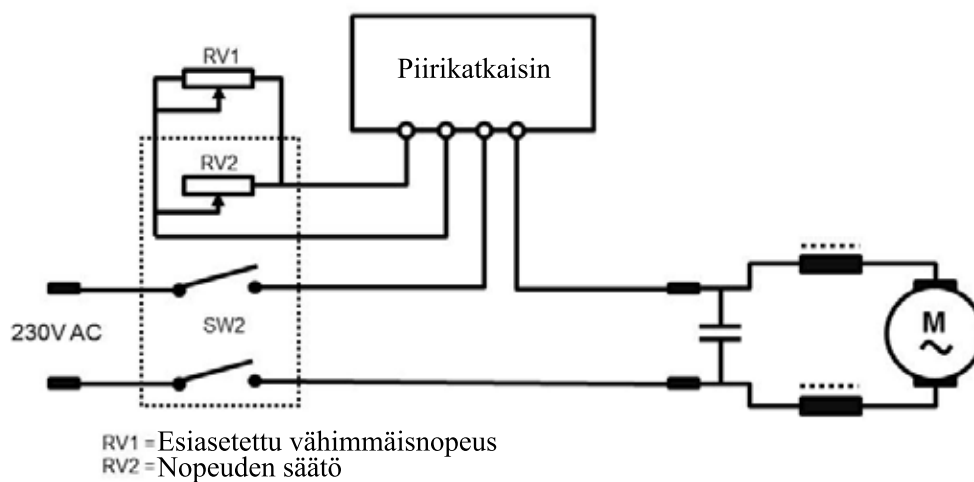 RV1
Piirikatkaisin
RV2
230V AC
SW2
M
RV1 = Esiasetettu vähimmäisnopeus
RV2 = Nopeuden säätö